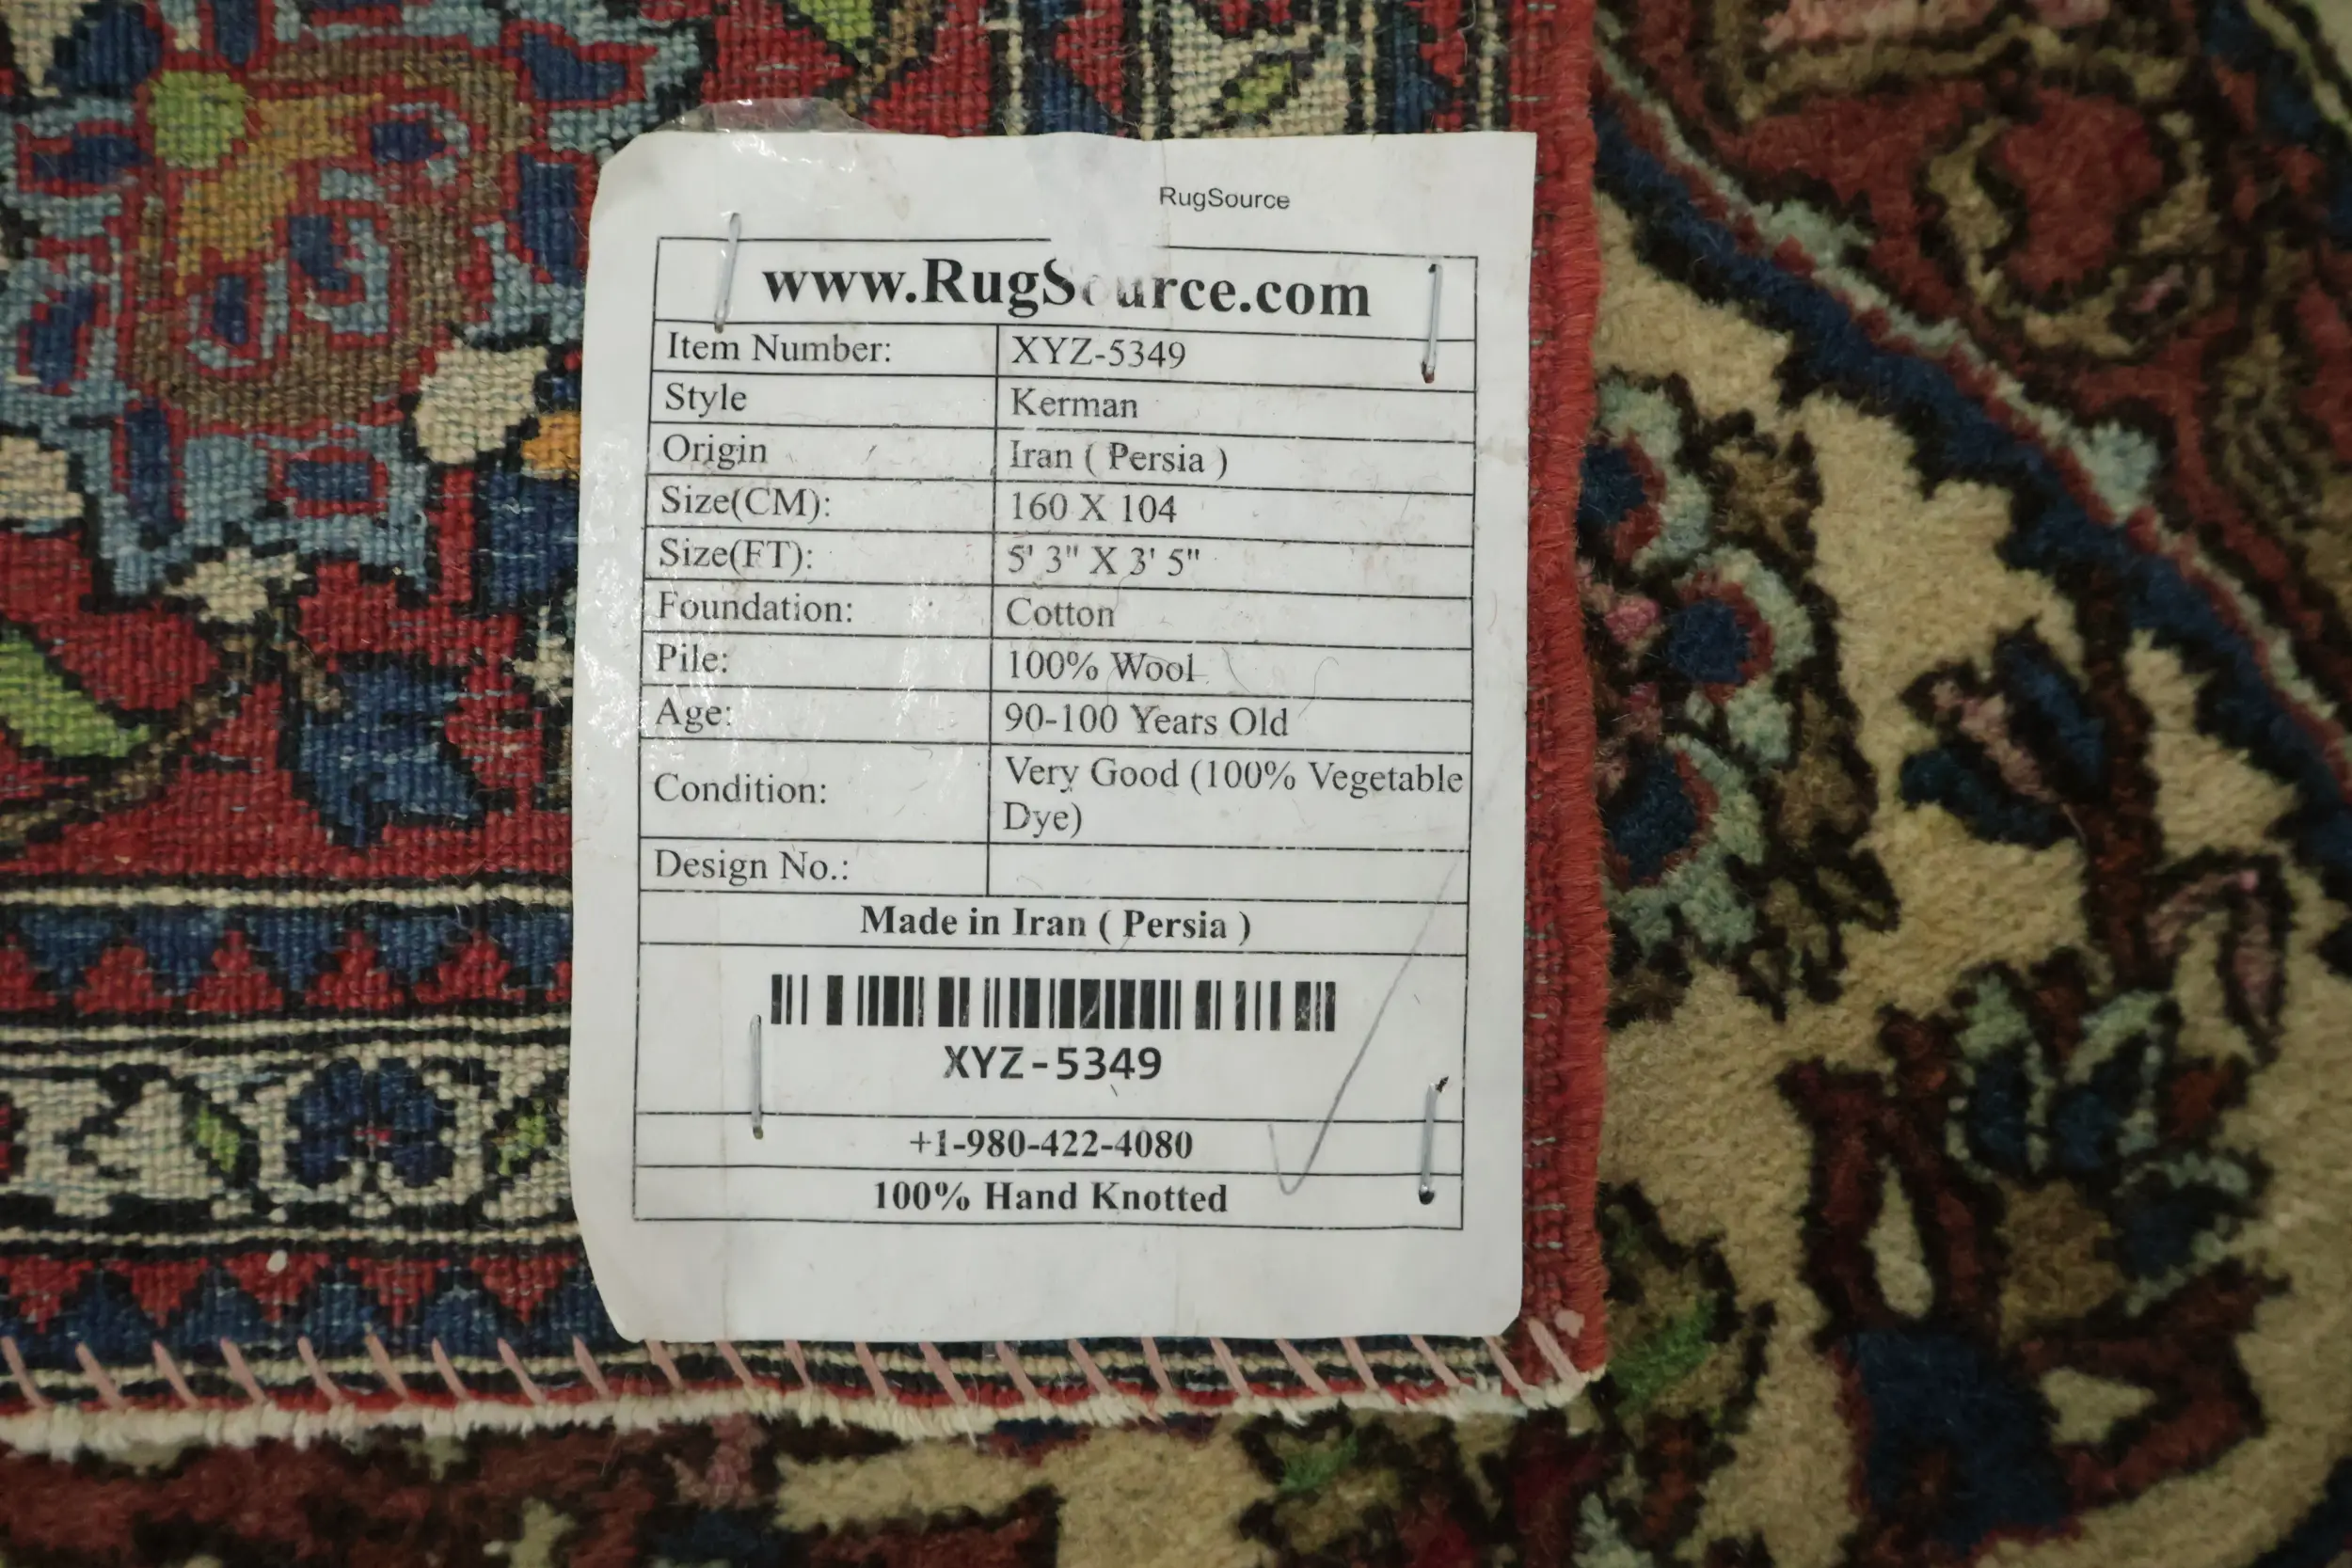 RugSource
www.RugSource.com
Item Number: XYZ-5349
Style Kerman
Origin Iran ( Persia )
Size(CM): 160 X 104
Size(FT): 5' 3" X 3' 5"
Foundation: Cotton
Pile: 100% Wool
Age: 90-100 Years Old
Condition: Very Good (100% Vegetable
Dye)
Design No.:
Made in Iran ( Persia )
XYZ-5349
+1-980-422-4080
100% Hand Knotted